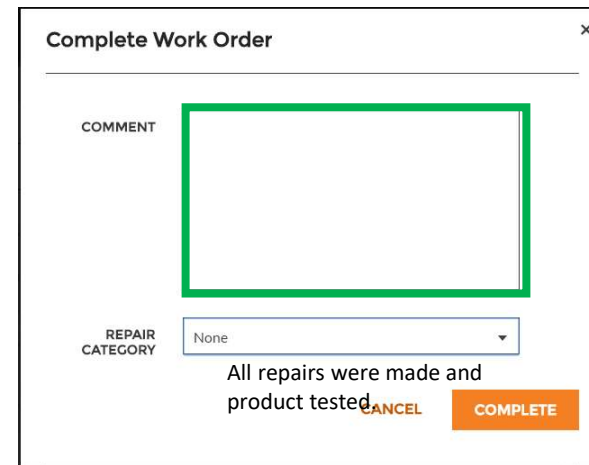 Complete Work Order
×
COMMENT
REPAIR
CATEGORY
None
All repairs were made and
product tested.
CANCEL
COMPLETE